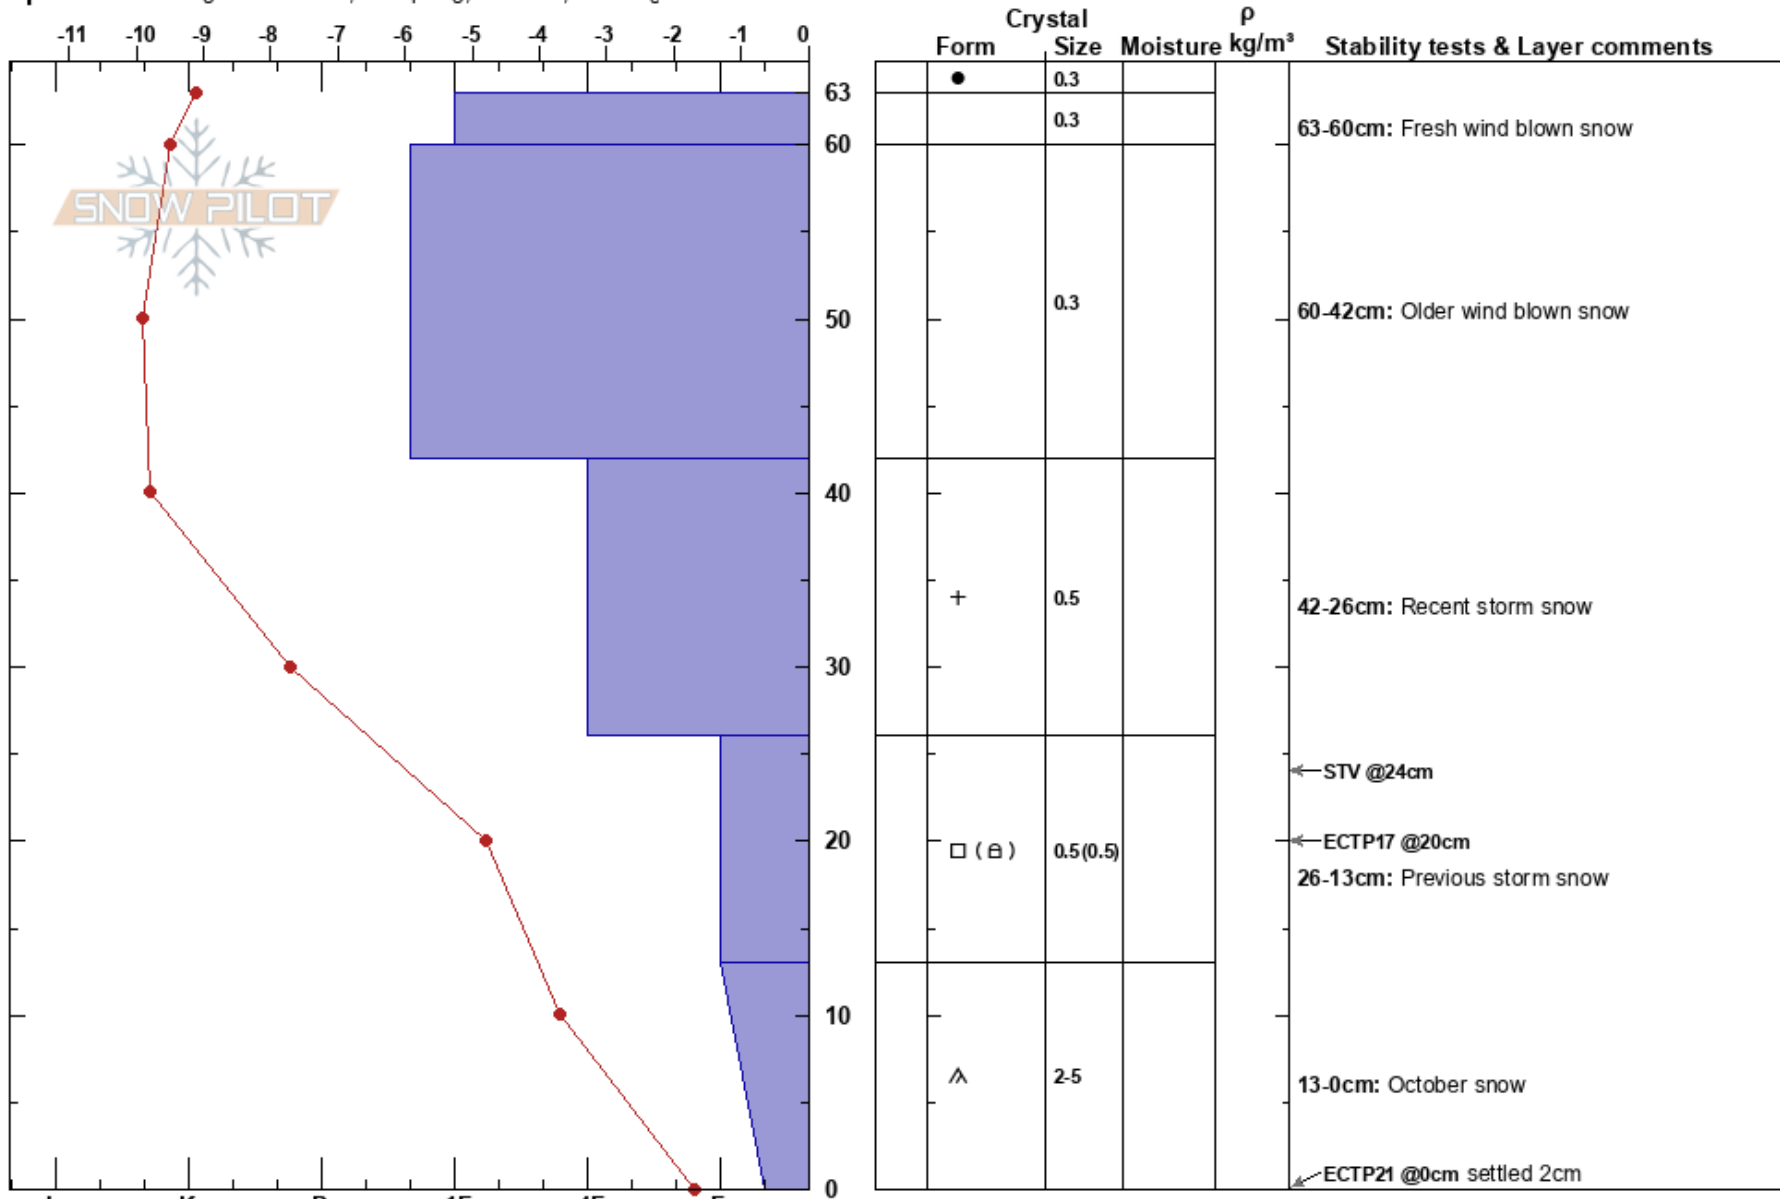 Crystal ρ
-11 -10 -9 -8 -7 -6 -5 -4 -3 -2 -1 0 Form Size Moisture kg/m³ Stability tests & Layer comments
63 ● 0.3
0.3 63-60cm: Fresh wind blown snow
60
SNOW PILOT
50 0.3 60-42cm: Older wind blown snow
40
+ 0.5 42-26cm: Recent storm snow
30
STV @24cm
20 ECTP17 @20cm
□ (  ) 0.5(0.5)
26-13cm: Previous storm snow
10
2-5 13-0cm: October snow
ECTP21 @0cm settled 2cm
0